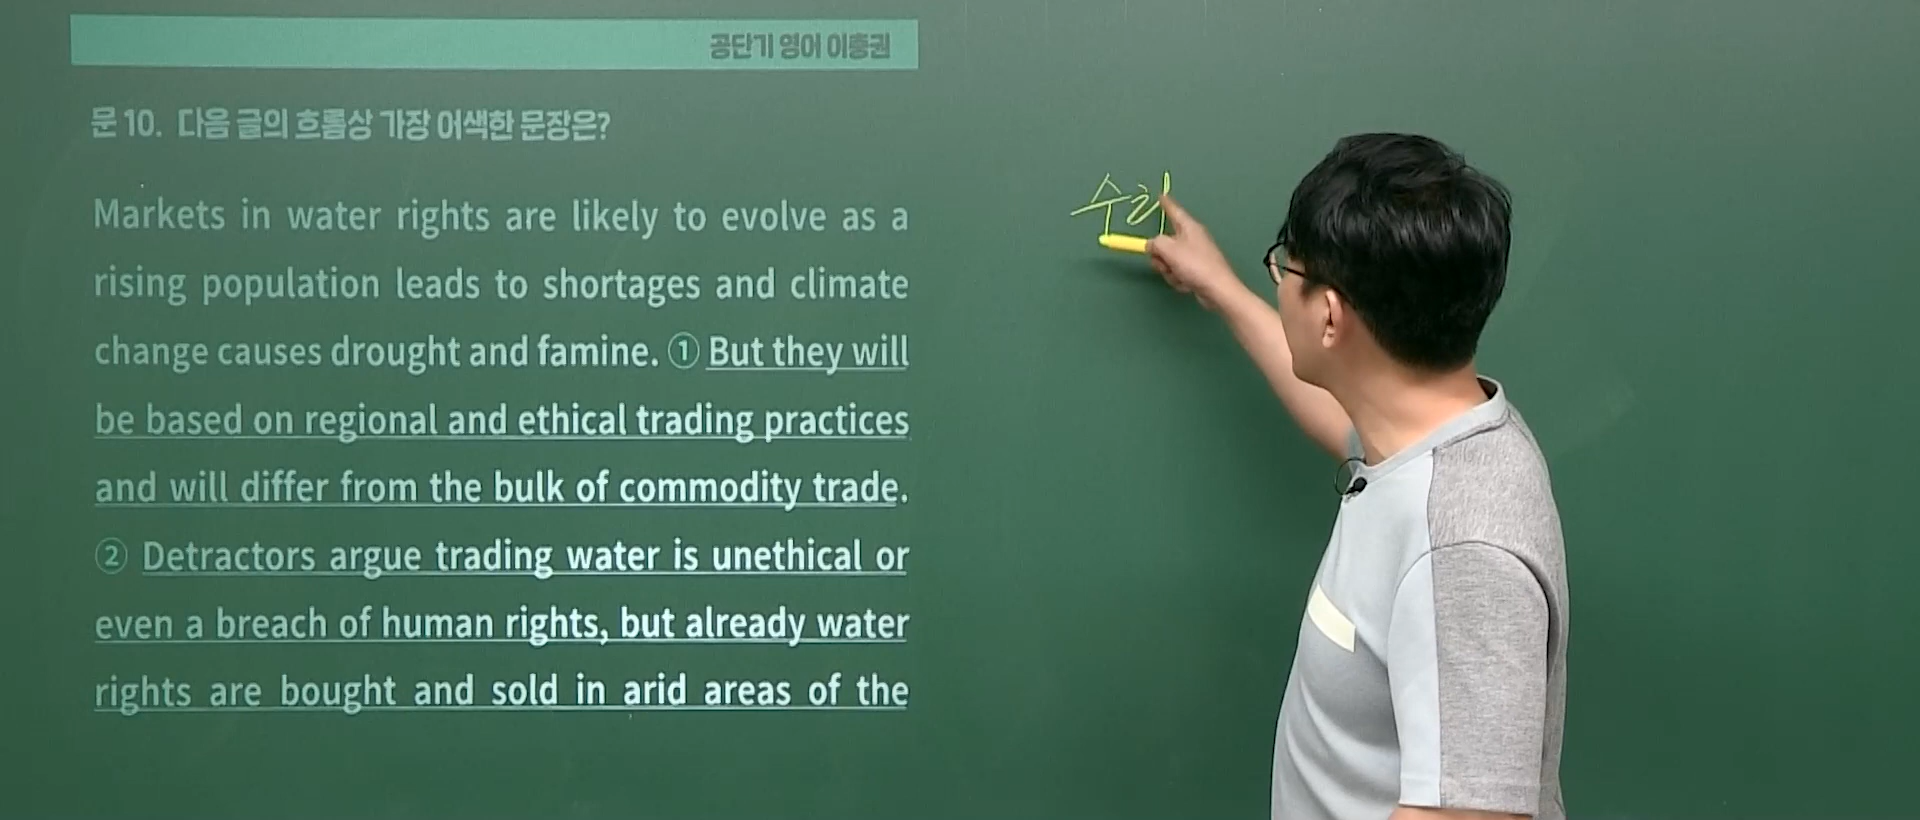 공단기 영어 이충권
문 10. 다음 글의 흐름상 가장 어색한 문장은?
Markets in water rights are likely to evolve as a
rising population leads to shortages and climate
change causes drought and famine. ① But they will
be based on regional and ethical trading practices
and will differ from the bulk of commodity trade.
② Detractors argue trading water is unethical or
even a breach of human rights, but already water
rights are bought and sold in arid areas of the
수리